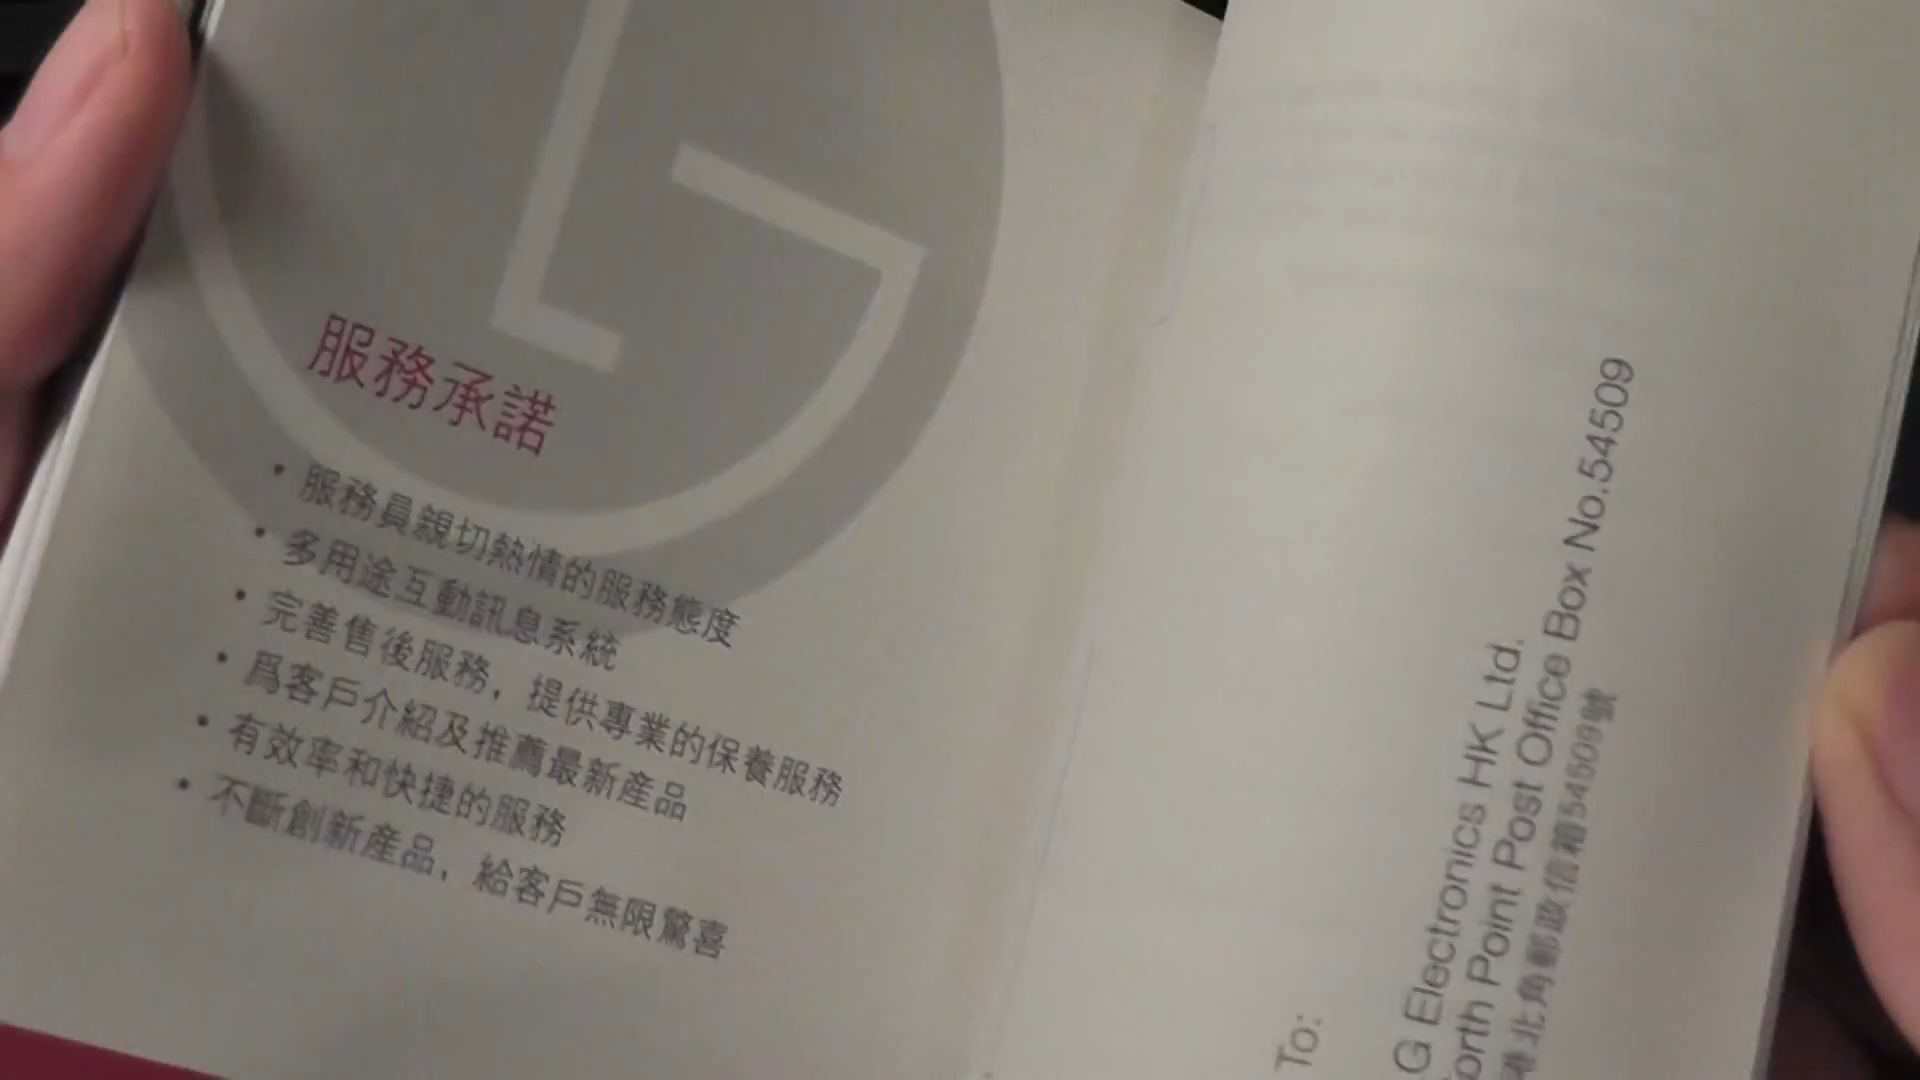 服務承諾
• 服務員親切熱情的服務態度
• 多用途互動訊息系統
• 完善售後服務，提供專業的保養服務
• 爲客戶介紹及推薦最新產品
• 有效率和快捷的服務
• 不斷創新產品，給客戶無限驚喜
To:
G Electronics HK Ltd.
orth Point Post Office Box No.54509
港北角郵政信箱54509號